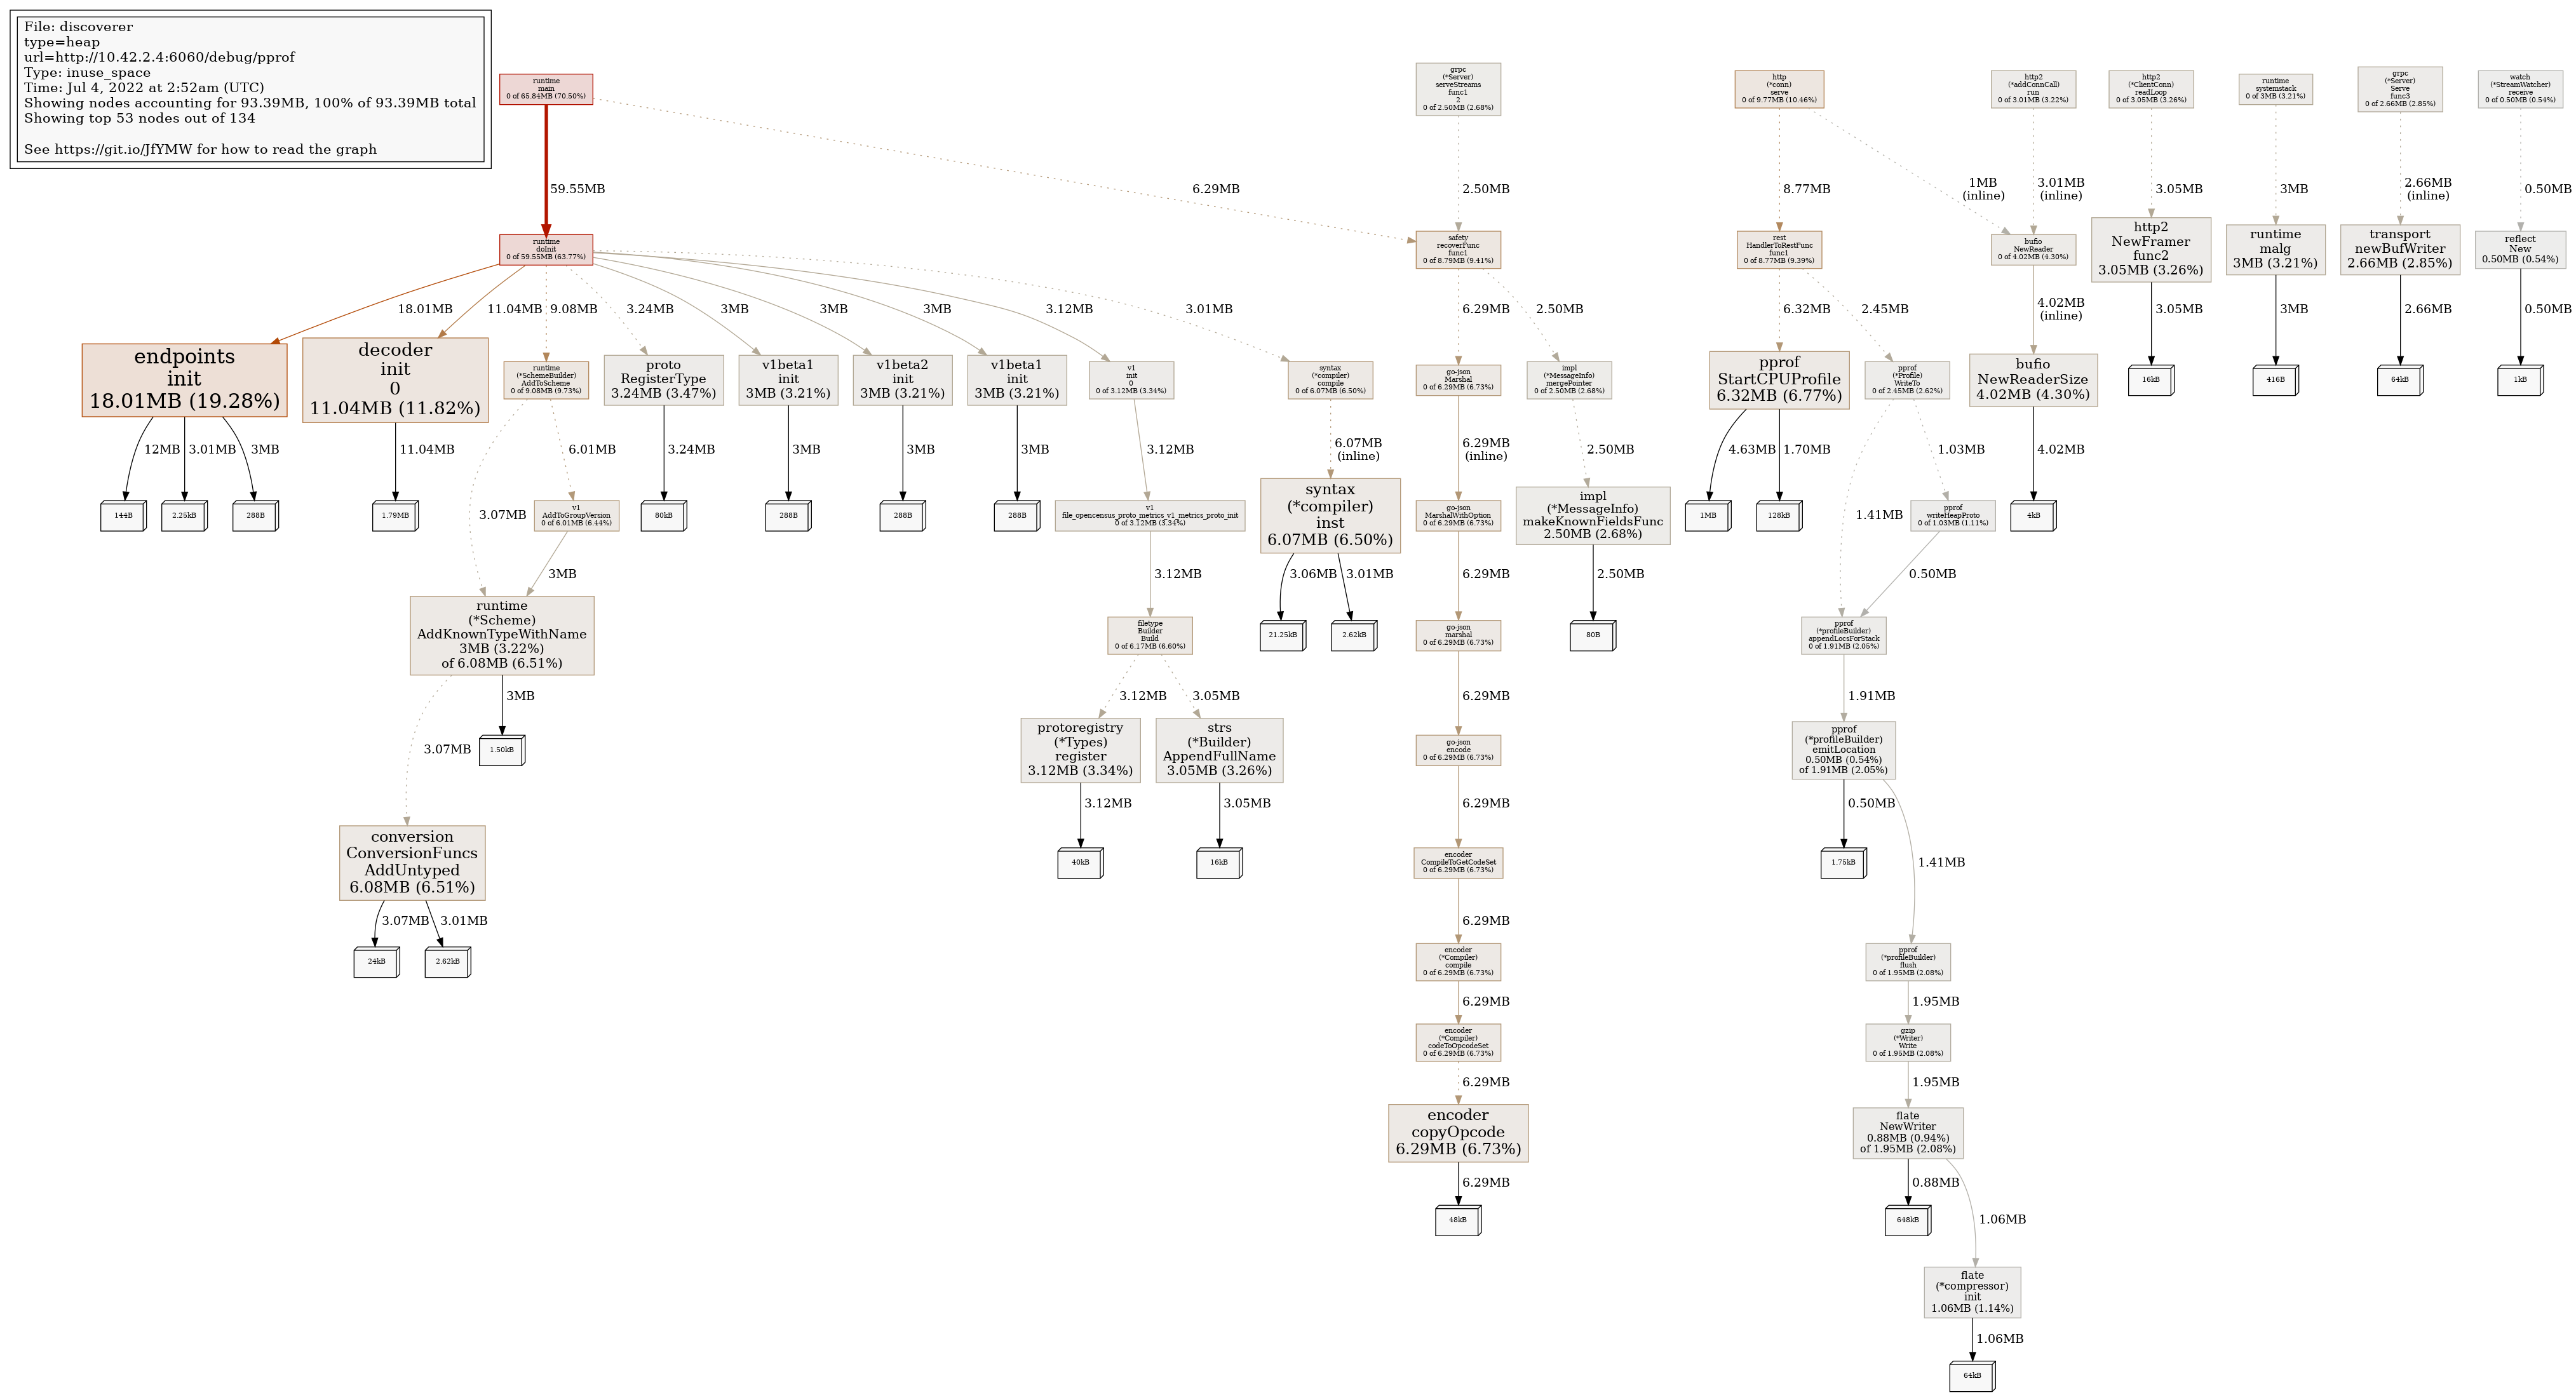 File: discoverer
type=heap
url=http://10.42.2.4:6060/debug/pprof
Type: inuse_space
Time: Jul 4, 2022 at 2:52am (UTC)
Showing nodes accounting for 93.39MB, 100% of 93.39MB total
Showing top 53 nodes out of 134
See https://git.io/JfYMW for how to read the graph
runtime
main
0 of 65.84MB (70.50%)
grpc
(*Server)
serveStreams
func1
2
0 of 2.50MB (2.68%)
http
(*conn)
serve
0 of 9.77MB (10.46%)
http2
(*addConnCall)
run
0 of 3.01MB (3.22%)
http2
(*ClientConn)
readLoop
0 of 3.05MB (3.26%)
runtime
systemstack
0 of 3MB (3.21%)
grpc
(*Server)
Serve
func3
0 of 2.66MB (2.85%)
watch
(*StreamWatcher)
receive
0 of 0.50MB (0.54%)
59.55MB
6.29MB
2.50MB
8.77MB
1MB
(inline)
3.01MB
(inline)
3.05MB
3MB
2.66MB
(inline)
0.50MB
runtime
doInit
0 of 59.55MB (63.77%)
safety
recoverFunc
func1
0 of 8.79MB (9.41%)
rest
HandlerToRestFunc
func1
0 of 8.77MB (9.39%)
bufio
NewReader
0 of 4.02MB (4.30%)
http2
NewFramer
func2
3.05MB (3.26%)
runtime
malg
3MB (3.21%)
transport
newBufWriter
2.66MB (2.85%)
reflect
New
0.50MB (0.54%)
18.01MB
11.04MB
9.08MB
3.24MB
3MB
3MB
3MB
3.12MB
3.01MB
6.29MB
2.50MB
6.32MB
2.45MB
4.02MB
(inline)
3.05MB
3MB
2.66MB
0.50MB
endpoints
init
18.01MB (19.28%)
decoder
init
0
11.04MB (11.82%)
runtime
(*SchemeBuilder)
AddToScheme
0 of 9.08MB (9.73%)
proto
RegisterType
3.24MB (3.47%)
v1beta1
init
3MB (3.21%)
v1beta2
init
3MB (3.21%)
v1beta1
init
3MB (3.21%)
v1
init
0
0 of 3.12MB (3.34%)
syntax
(*compiler)
compile
0 of 6.07MB (6.50%)
go-json
Marshal
0 of 6.29MB (6.73%)
impl
(*MessageInfo)
mergePointer
0 of 2.50MB (2.68%)
pprof
StartCPUProfile
6.32MB (6.77%)
pprof
(*Profile)
WriteTo
0 of 2.45MB (2.62%)
bufio
NewReaderSize
4.02MB (4.30%)
16kB
416B
64kB
1kB
12MB
3.01MB
3MB
11.04MB
6.01MB
3.24MB
3MB
3MB
3MB
3.12MB
6.07MB
(inline)
6.29MB
(inline)
2.50MB
4.63MB
1.70MB
1.03MB
4.02MB
144B
2.25kB
288B
1.79MB
3.07MB
v1
AddToGroupVersion
0 of 6.01MB (6.44%)
80kB
288B
288B
288B
v1
file_opencensus_proto_metrics_v1_metrics_proto_init
0 of 3.12MB (3.34%)
syntax
(*compiler)
inst
6.07MB (6.50%)
go-json
MarshalWithOption
0 of 6.29MB (6.73%)
impl
(*MessageInfo)
makeKnownFieldsFunc
2.50MB (2.68%)
1MB
128kB
1.41MB
pprof
writeHeapProto
0 of 1.03MB (1.11%)
4kB
3MB
3.12MB
3.06MB
3.01MB
6.29MB
2.50MB
0.50MB
runtime
(*Scheme)
AddKnownTypeWithName
3MB (3.22%)
of 6.08MB (6.51%)
filetype
Builder
Build
0 of 6.17MB (6.60%)
21.25kB
2.62kB
go-json
marshal
0 of 6.29MB (6.73%)
80B
pprof
(*profileBuilder)
appendLocsForStack
0 of 1.91MB (2.05%)
3MB
3.12MB
3.05MB
6.29MB
1.91MB
3.07MB
1.50kB
protoregistry
(*Types)
register
3.12MB (3.34%)
strs
(*Builder)
AppendFullName
3.05MB (3.26%)
go-json
encode
0 of 6.29MB (6.73%)
pprof
(*profileBuilder)
emitLocation
0.50MB (0.54%)
of 1.91MB (2.05%)
3.12MB
3.05MB
6.29MB
0.50MB
conversion
ConversionFuncs
AddUntyped
6.08MB (6.51%)
40kB
16kB
encoder
CompileToGetCodeSet
0 of 6.29MB (6.73%)
1.75kB
1.41MB
3.07MB
3.01MB
6.29MB
24kB
2.62kB
encoder
(*Compiler)
compile
0 of 6.29MB (6.73%)
pprof
(*profileBuilder)
flush
0 of 1.95MB (2.08%)
6.29MB
1.95MB
encoder
(*Compiler)
codeToOpcodeSet
0 of 6.29MB (6.73%)
gzip
(*Writer)
Write
0 of 1.95MB (2.08%)
6.29MB
1.95MB
encoder
copyOpcode
6.29MB (6.73%)
flate
NewWriter
0.88MB (0.94%)
of 1.95MB (2.08%)
6.29MB
0.88MB
48kB
648kB
1.06MB
flate
(*compressor)
init
1.06MB (1.14%)
1.06MB
64kB